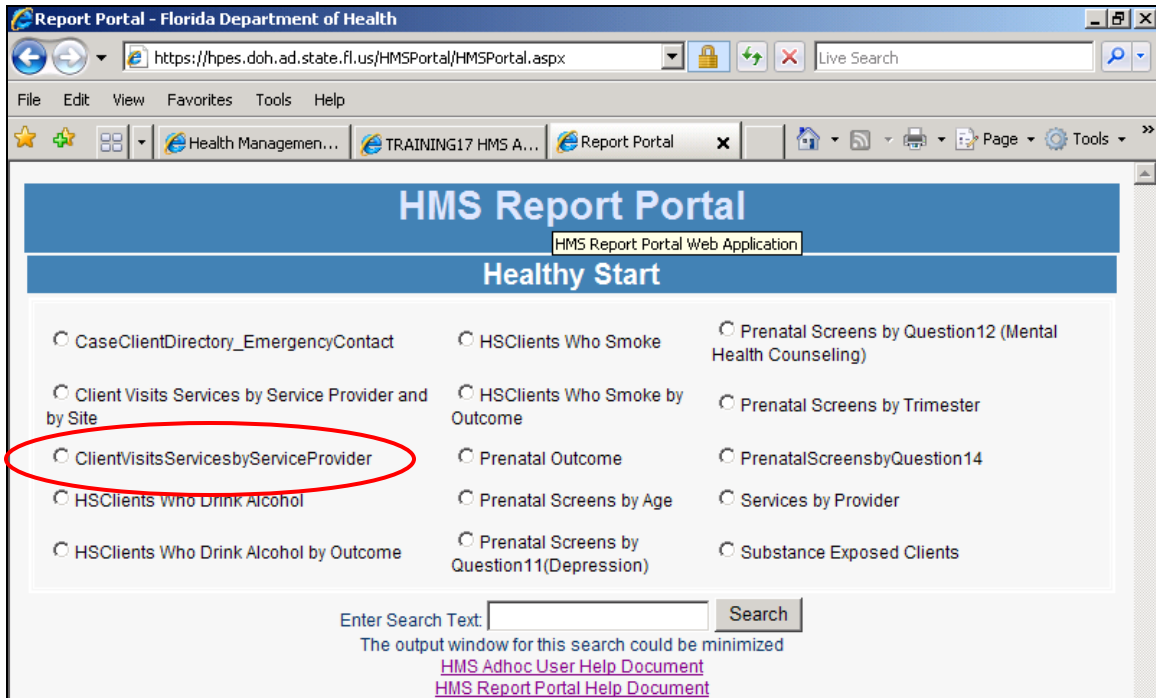 Report Portal - Florida Department of Health
https://hpes.doh.ad.state.fl.us/HMSPortal/HMSPortal.aspx
Live Search
File Edit View Favorites Tools Help
Health Managemen...
TRAINING17 HMS A...
Report Portal
Page
Tools
HMS Report Portal
HMS Report Portal Web Application
Healthy Start
CaseClientDirectory_EmergencyContact
HSClients Who Smoke
Prenatal Screens by Question12 (Mental
Health Counseling)
Client Visits Services by Service Provider and
by Site
HSClients Who Smoke by
Outcome
Prenatal Screens by Trimester
ClientVisitsServicesbyServiceProvider
Prenatal Outcome
PrenatalScreensbyQuestion14
HSClients Who Drink Alcohol
Prenatal Screens by Age
Services by Provider
HSClients Who Drink Alcohol by Outcome
Prenatal Screens by
Question11(Depression)
Substance Exposed Clients
Enter Search Text:
Search
The output window for this search could be minimized
HMS Adhoc User Help Document
HMS Report Portal Help Document